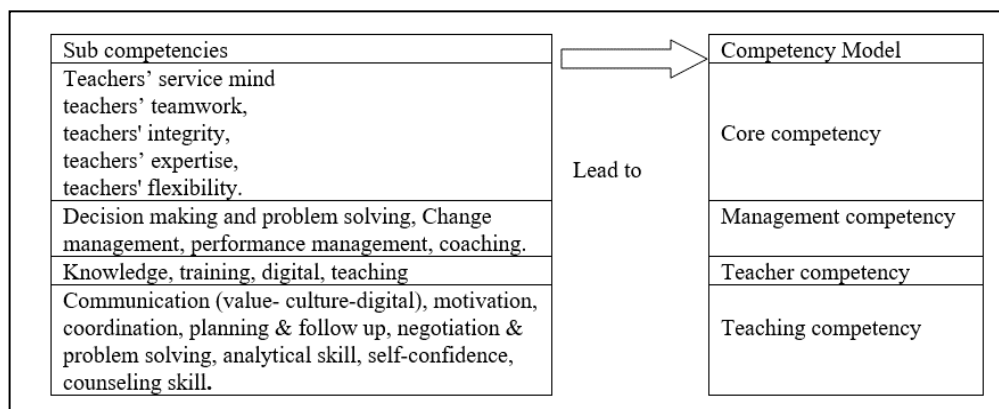 Sub competencies
Teachers’ service mind
teachers’ teamwork,
teachers' integrity,
teachers’ expertise,
teachers' flexibility.
Decision making and problem solving, Change
management, performance management, coaching.
Knowledge, training, digital, teaching
Communication (value- culture-digital), motivation,
coordination, planning & follow up, negotiation &
problem solving, analytical skill, self-confidence,
counseling skill.
Lead to
Competency Model
Core competency
Management competency
Teacher competency
Teaching competency